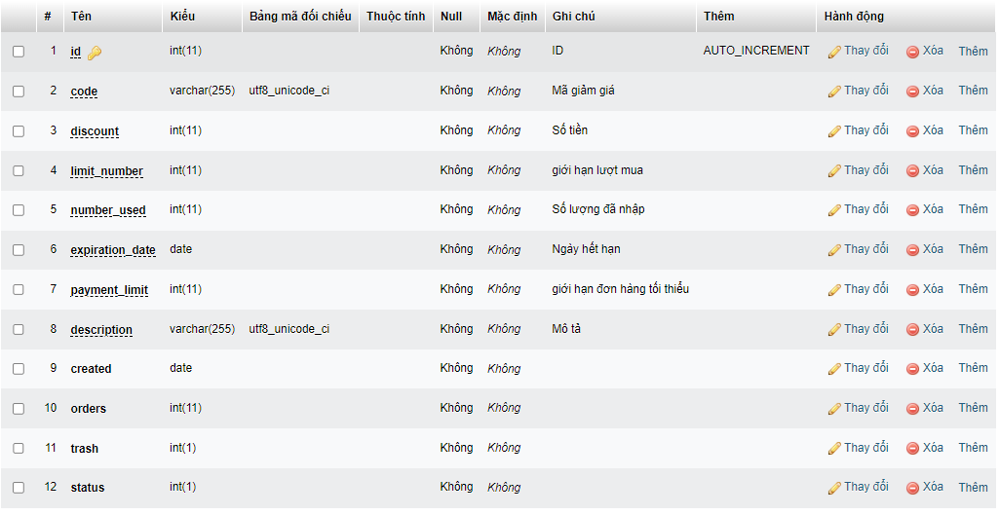 # Tên Kiểu Bảng mã đối chiếu Thuộc tính Null Mặc định Ghi chú Thêm Hành động
1 id int(11) Không Không ID AUTO_INCREMENT Thay đổi Xóa Thêm
2 code varchar(255) utf8_unicode_ci Không Không Mã giảm giá Thay đổi Xóa Thêm
3 discount int(11) Không Không Số tiền Thay đổi Xóa Thêm
4 limit_number int(11) Không Không giới hạn lượt mua Thay đổi Xóa Thêm
5 number_used int(11) Không Không Số lượng đã nhập Thay đổi Xóa Thêm
6 expiration_date date Không Không Ngày hết hạn Thay đổi Xóa Thêm
7 payment_limit int(11) Không Không giới hạn đơn hàng tối thiểu Thay đổi Xóa Thêm
8 description varchar(255) utf8_unicode_ci Không Không Mô tả Thay đổi Xóa Thêm
9 created date Không Không Thay đổi Xóa Thêm
10 orders int(11) Không Không Thay đổi Xóa Thêm
11 trash int(1) Không Không Thay đổi Xóa Thêm
12 status int(1) Không Không Thay đổi Xóa Thêm